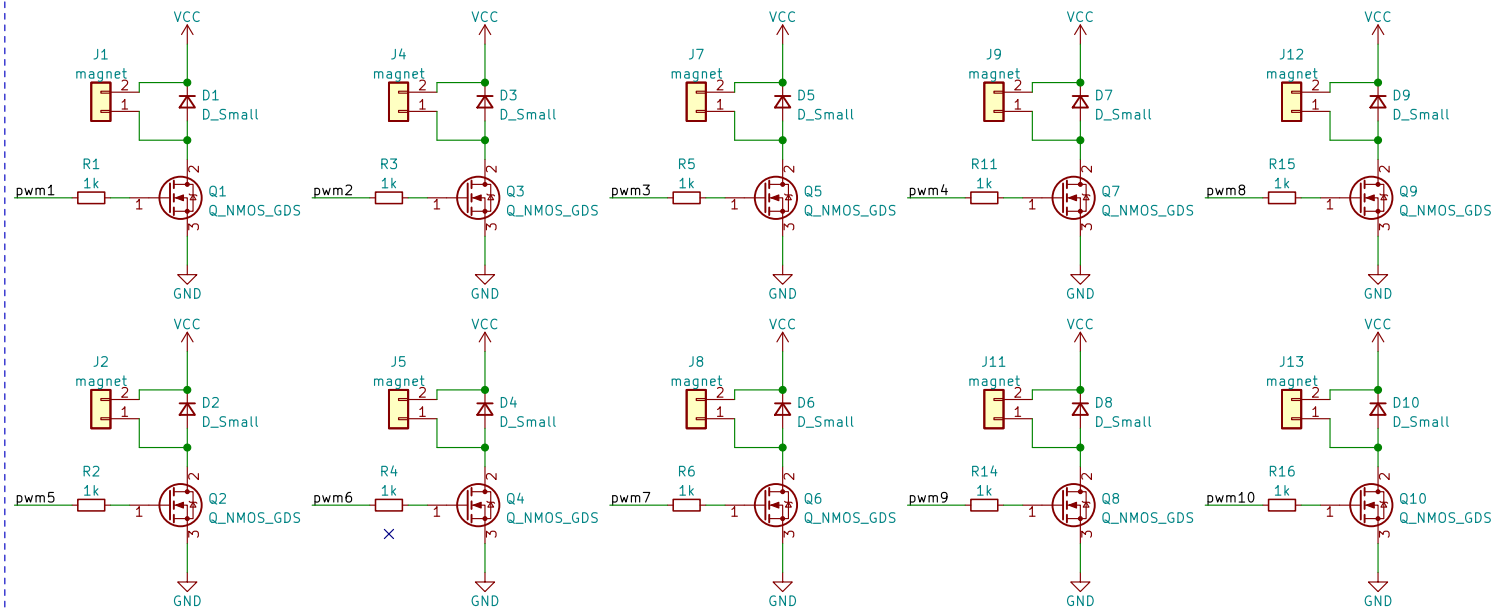 VCC VCC VCC VCC VCC
J1 J4 J7 J9 J12
magnet magnet magnet magnet magnet
2 D1 2 D3 2 D5 2 D7 2 D9
1 D_Small 1 D_Small 1 D_Small 1 D_Small 1 D_Small
R1 2 R3 2 R5 2 R11 2 R15 2
pwm1 1k Q1 pwm2 1k Q3 pwm3 1k Q5 pwm4 1k Q7 pwm8 1k Q9
1 Q_NMOS_GDS 1 Q_NMOS_GDS 1 Q_NMOS_GDS 1 Q_NMOS_GDS 1 Q_NMOS_GDS
3 3 3 3 3
GND GND GND GND GND
VCC VCC VCC VCC VCC
J2 J5 J8 J11 J13
magnet magnet magnet magnet magnet
2 D2 2 D4 2 D6 2 D8 2 D10
1 D_Small 1 D_Small 1 D_Small 1 D_Small 1 D_Small
R2 2 R4 2 R6 2 R14 2 R16 2
pwm5 1k Q2 pwm6 1k Q4 pwm7 1k Q6 pwm9 1k Q8 pwm10 1k Q10
1 Q_NMOS_GDS 1 Q_NMOS_GDS 1 Q_NMOS_GDS 1 Q_NMOS_GDS 1 Q_NMOS_GDS
3 3 3 3 3
GND GND GND GND GND